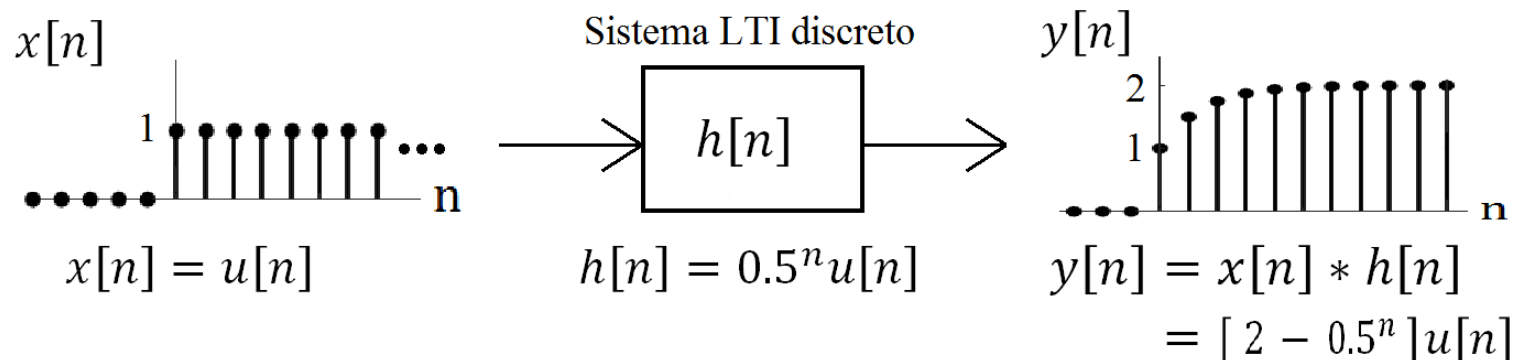 x[n]
1
n
x[n] = u[n]
Sistema LTI discreto
h[n]
h[n] = 0.5ⁿu[n]
y[n]
2
1
n
y[n] = x[n] ∗ h[n]
= [ 2 − 0.5ⁿ ]u[n]